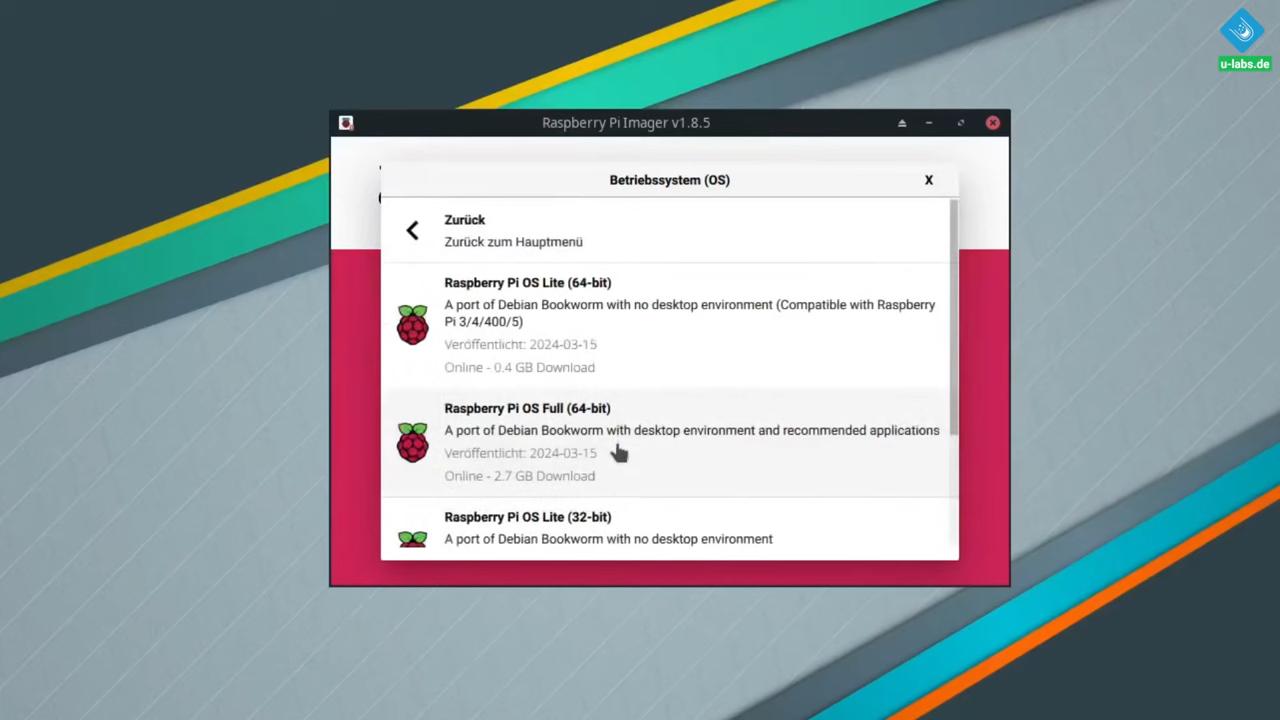 u-labs.de
Raspberry Pi Imager v1.8.5
Betriebssystem (OS)
X
Zurück
Zurück zum Hauptmenü
Raspberry Pi OS Lite (64-bit)
A port of Debian Bookworm with no desktop environment (Compatible with Raspberry
Pi 3/4/400/5)
Veröffentlicht: 2024-03-15
Online - 0.4 GB Download
Raspberry Pi OS Full (64-bit)
A port of Debian Bookworm with desktop environment and recommended applications
Veröffentlicht: 2024-03-15
Online - 2.7 GB Download
Raspberry Pi OS Lite (32-bit)
A port of Debian Bookworm with no desktop environment